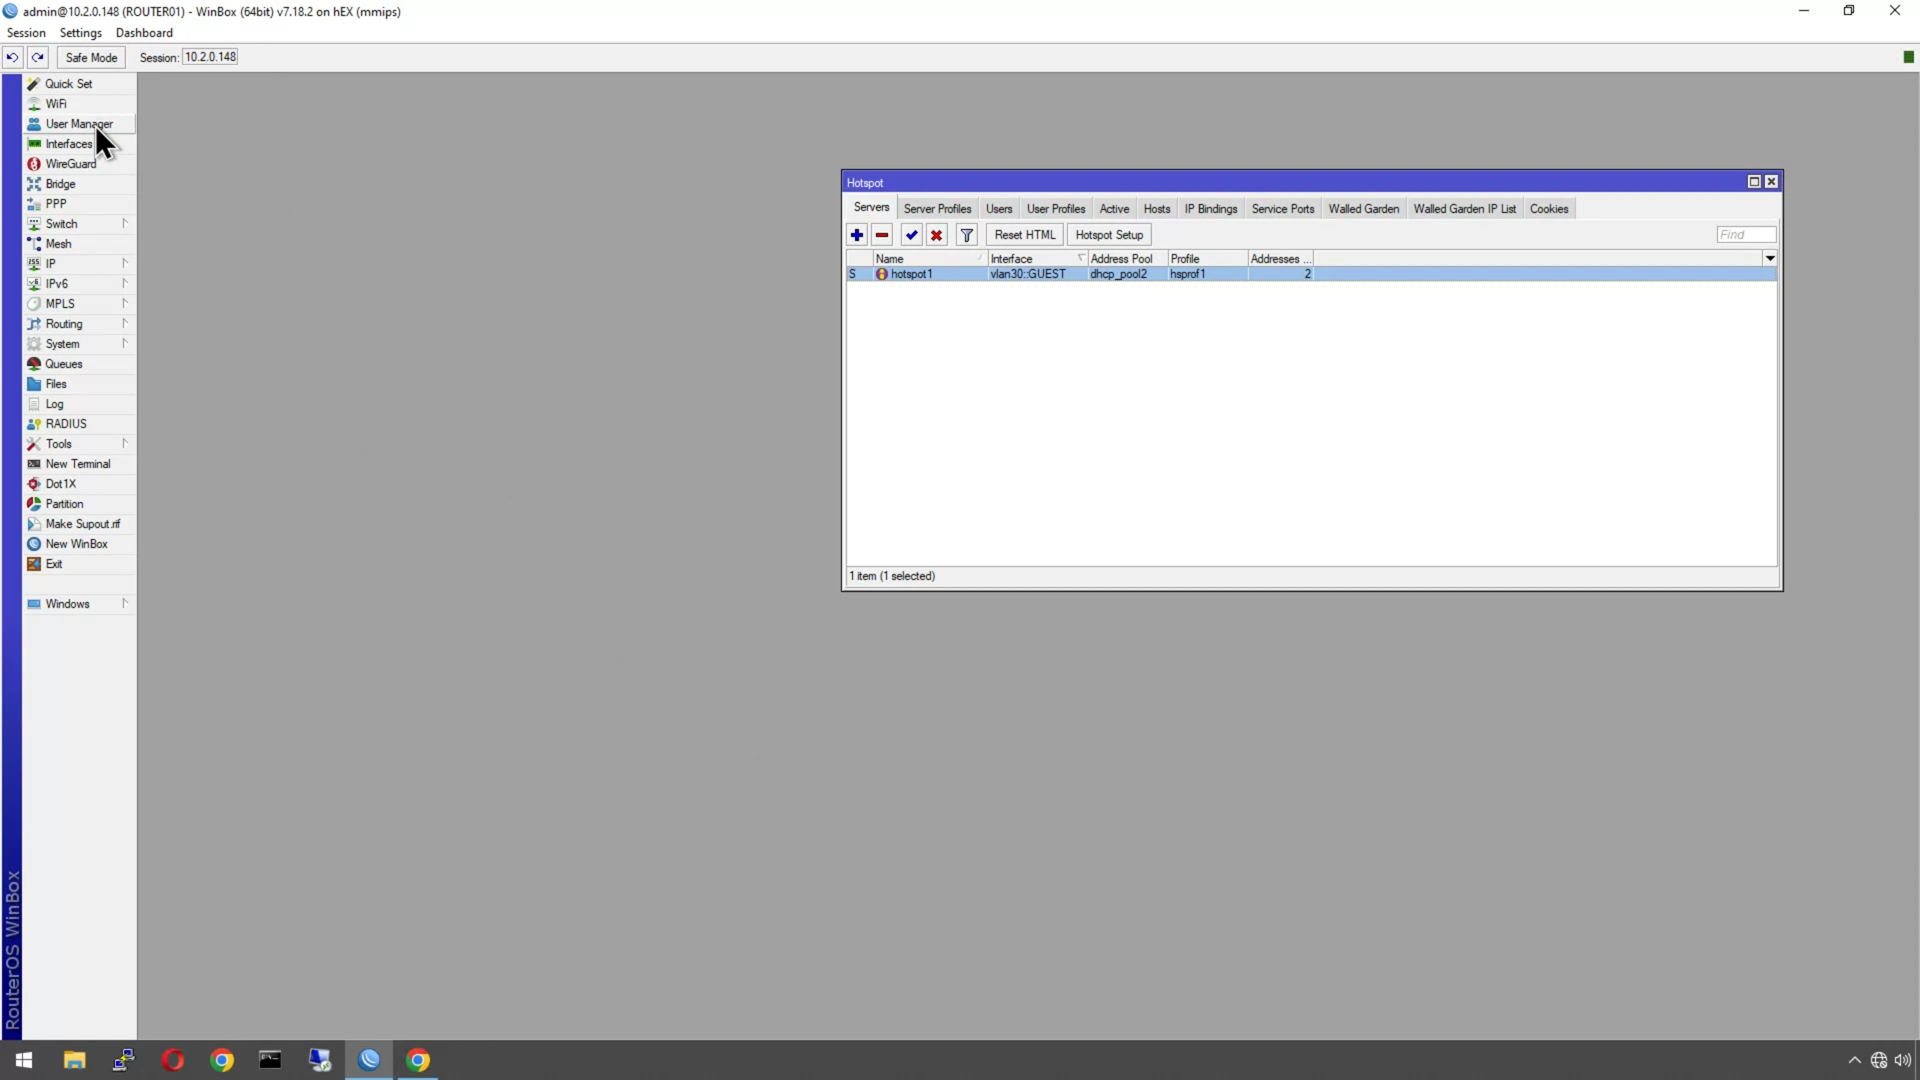 admin@10.2.0.148 (ROUTER01) - WinBox (64bit) v7.18.2 on hEX (mmips)
Session Settings Dashboard
Safe Mode Session: 10.2.0.148
Quick Set
WiFi
User Manager
Interfaces
WireGuard
Bridge
PPP
Switch
Mesh
IP
IPv6
MPLS
Routing
System
Queues
Files
Log
RADIUS
Tools
New Terminal
Dot1X
Partition
Make Supout.rif
New WinBox
Exit
Windows
RouterOS WinBox
Hotspot
Servers Server Profiles Users User Profiles Active Hosts IP Bindings Service Ports Walled Garden Walled Garden IP List Cookies
Reset HTML Hotspot Setup Find
Name Interface Address Pool Profile Addresses ...
S hotspot1 vlan30::GUEST dhcp_pool2 hsprof1 2
1 item (1 selected)